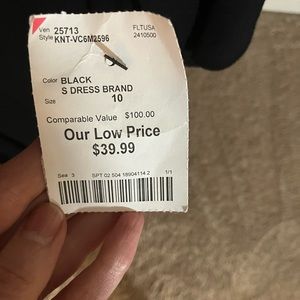 Ven 25713 FLTUSA
Style KNT-VC6M2596 2410500
Color BLACK
S DRESS BRAND
Size 10
Comparable Value $100.00
Our Low Price
$39.99
Sea 3 SPT 02 504 18904114 2 1/1